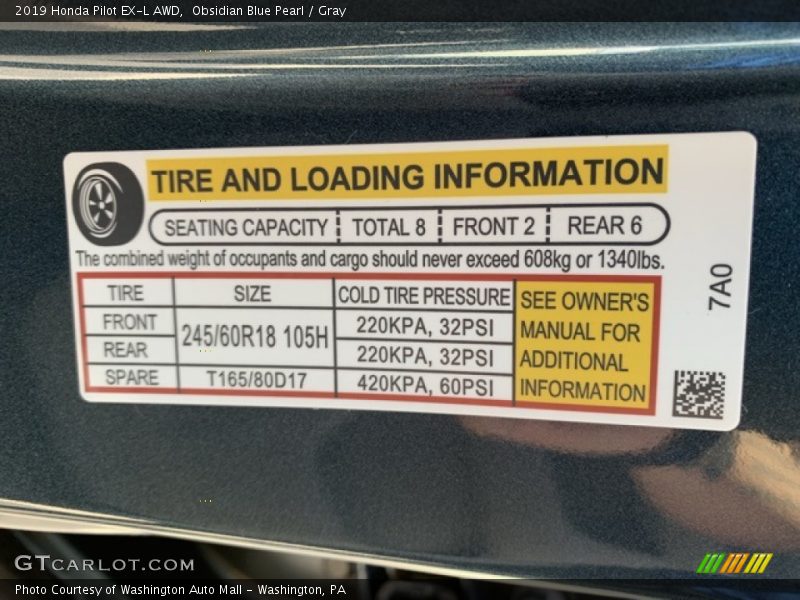 2019 Honda Pilot EX-L AWD, Obsidian Blue Pearl / Gray
TIRE AND LOADING INFORMATION
SEATING CAPACITY TOTAL 8 FRONT 2 REAR 6
The combined weight of occupants and cargo should never exceed 608kg or 1340lbs.
TIRE SIZE COLD TIRE PRESSURE
FRONT 245/60R18 105H 220KPA, 32PSI
REAR 220KPA, 32PSI
SPARE T165/80D17 420KPA, 60PSI
SEE OWNER'S
MANUAL FOR
ADDITIONAL
INFORMATION
7A0
GTCARLOT.COM
Photo Courtesy of Washington Auto Mall - Washington, PA